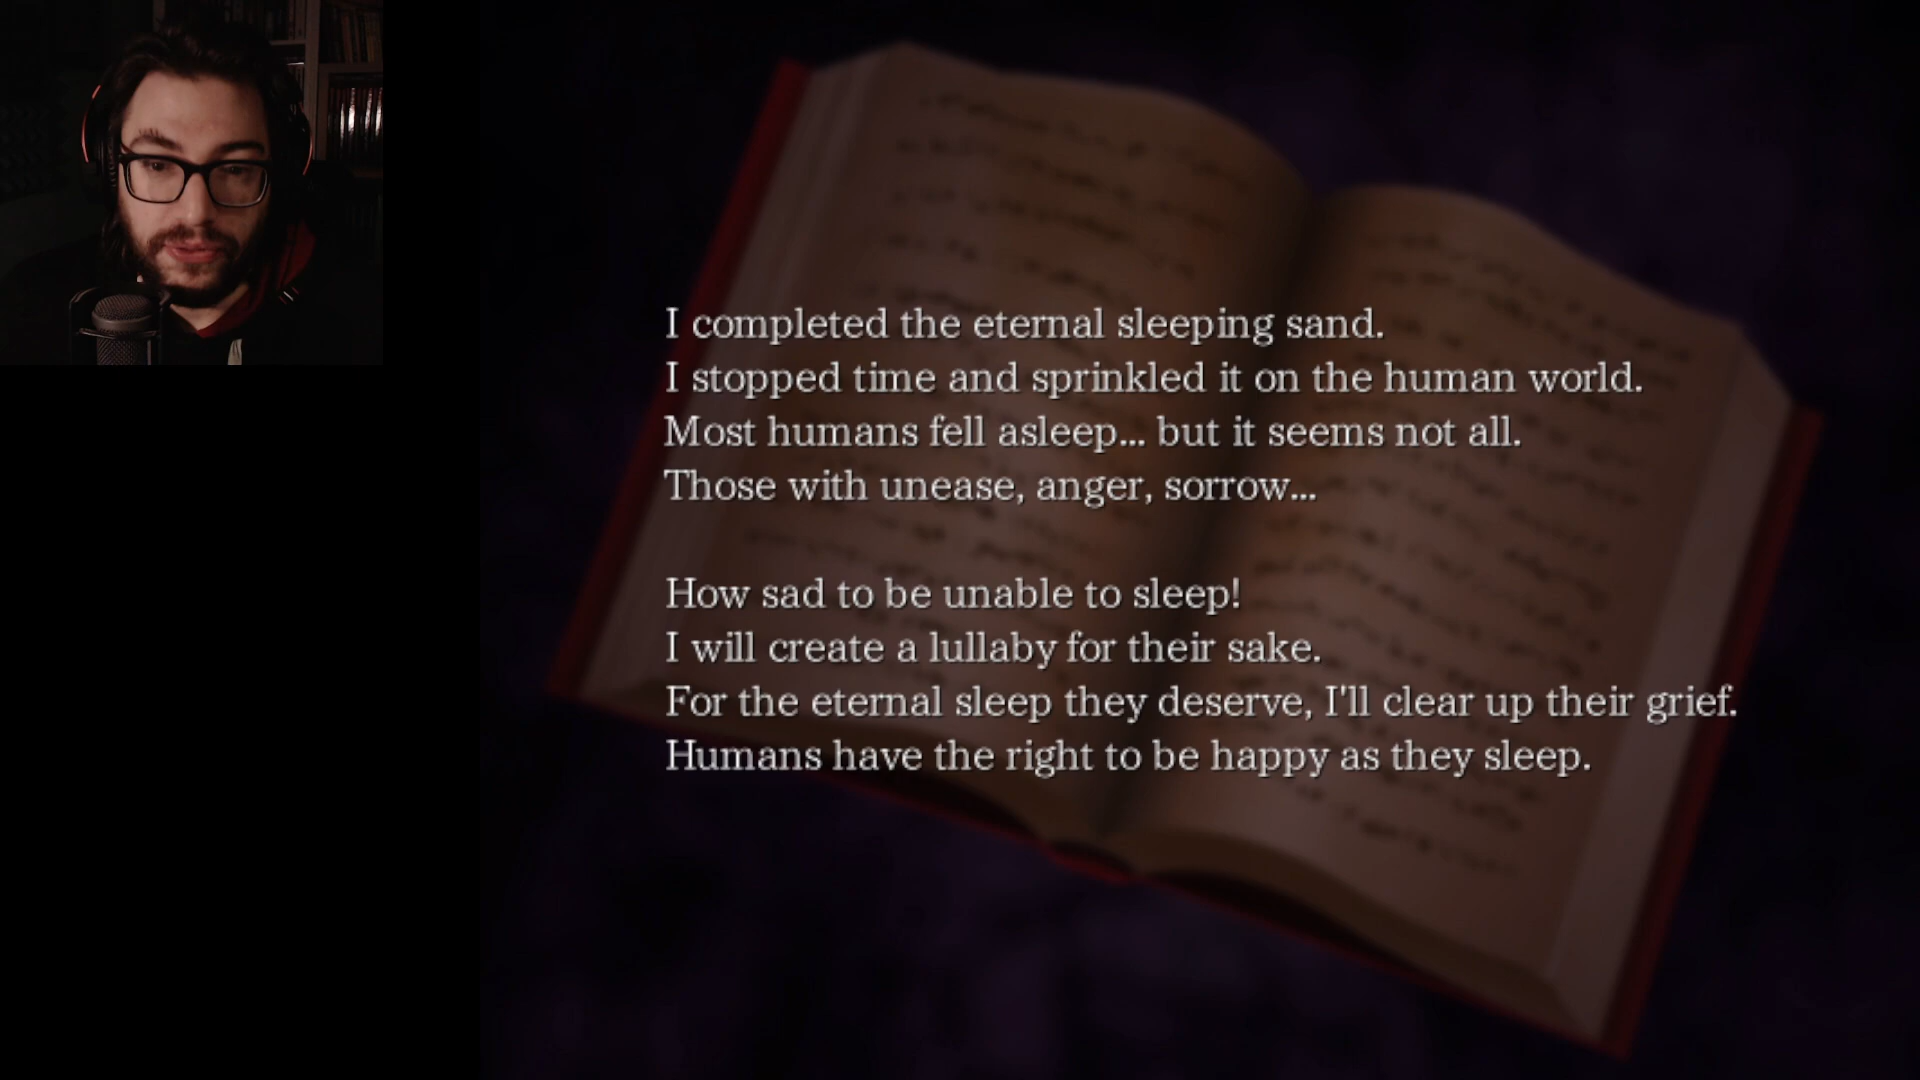 I completed the eternal sleeping sand.
I stopped time and sprinkled it on the human world.
Most humans fell asleep... but it seems not all.
Those with unease, anger, sorrow...
How sad to be unable to sleep!
I will create a lullaby for their sake.
For the eternal sleep they deserve, I'll clear up their grief.
Humans have the right to be happy as they sleep.